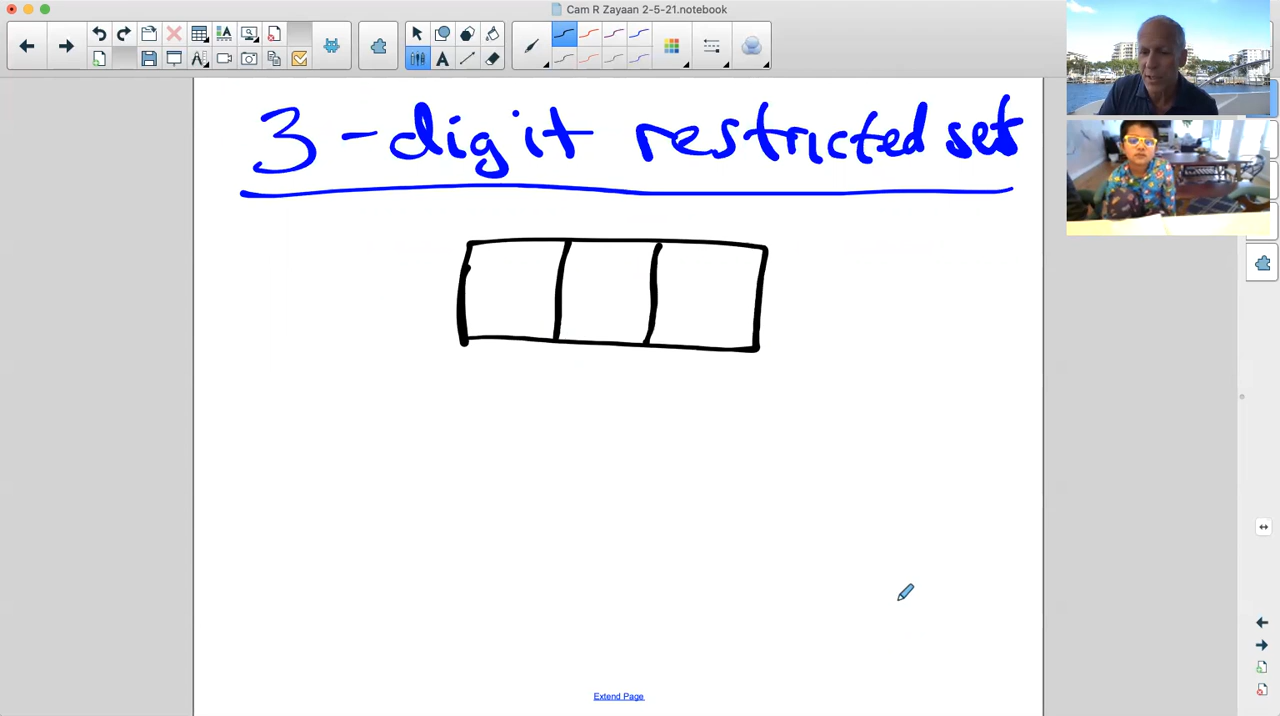 Cam R Zayaan 2-5-21.notebook
3-digit restricted set
Extend Page